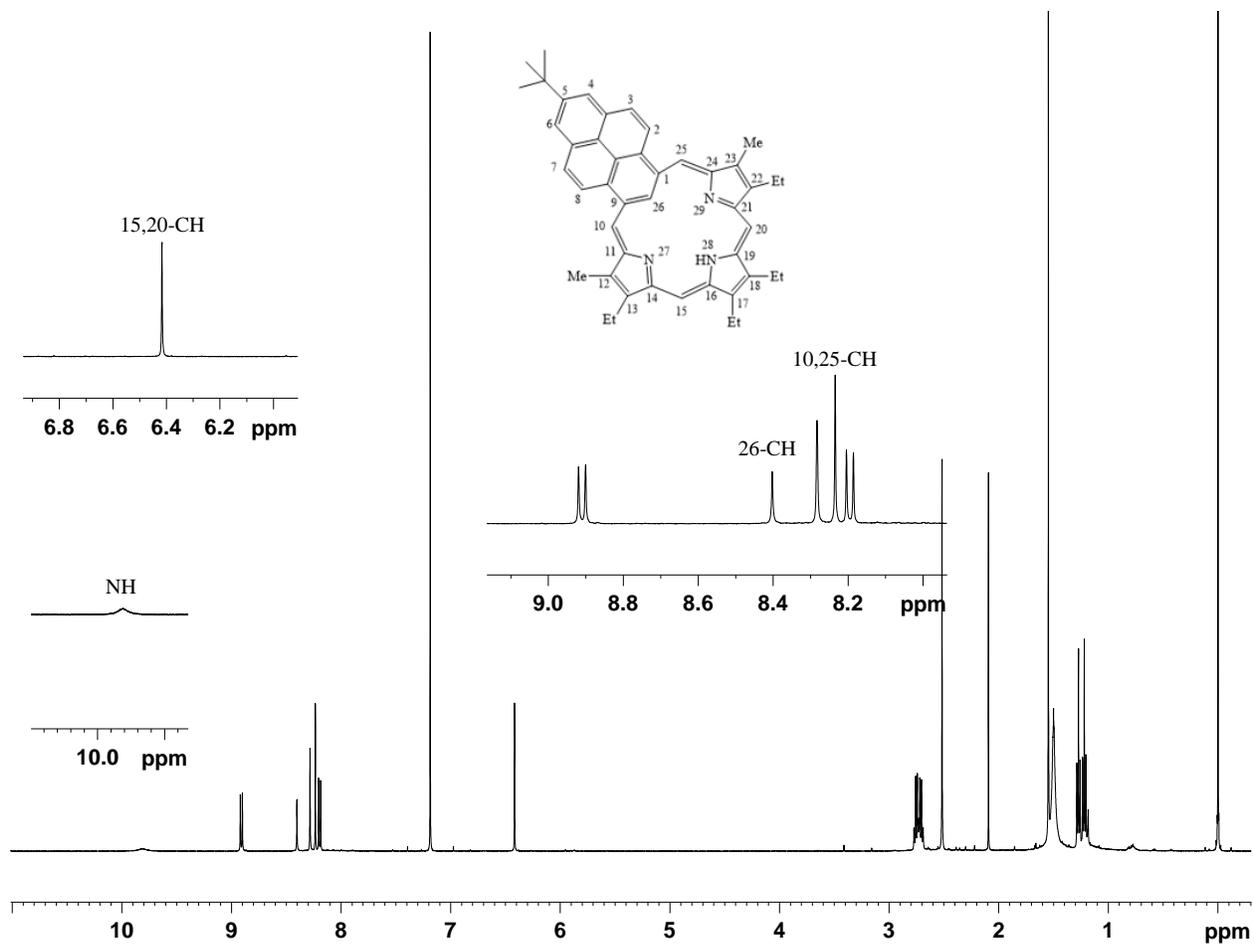 5
4
3
6
2
Me
25
24
23
7
1
22
Et
8
9
26
N
29
21
15,20-CH
10
20
11
N
27
28
HN
19
Me
12
18
Et
14
16
13
15
17
Et
Et
10,25-CH
26-CH
6.8 6.6 6.4 6.2 ppm
NH
9.0 8.8 8.6 8.4 8.2 ppm
10.0 ppm
10 9 8 7 6 5 4 3 2 1 ppm